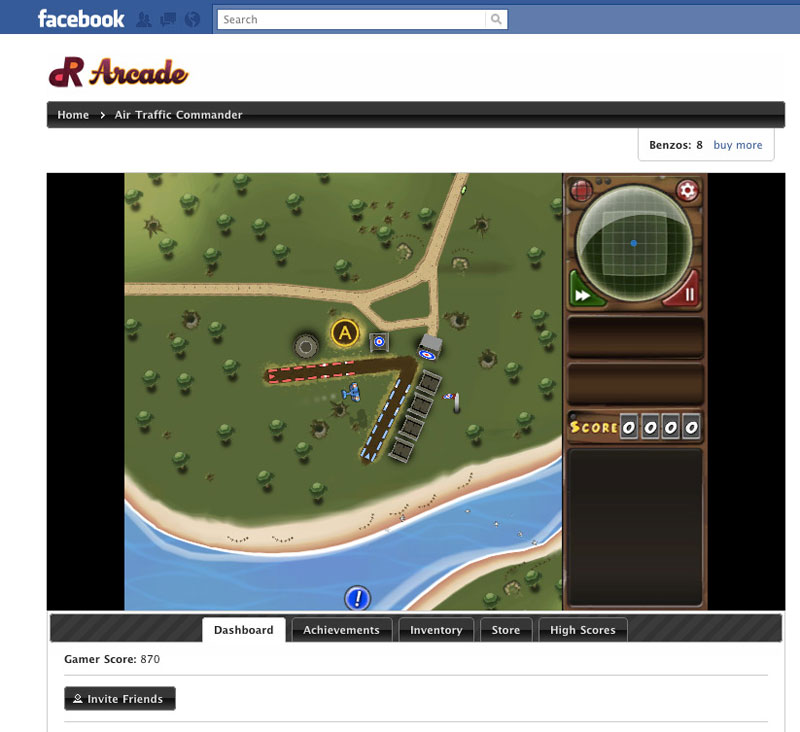 facebook
Search
dR Arcade
Home > Air Traffic Commander
Benzos: 8 buy more
A
SCORE 0 0 0 0
!
Dashboard
Achievements
Inventory
Store
High Scores
Gamer Score: 870
Invite Friends